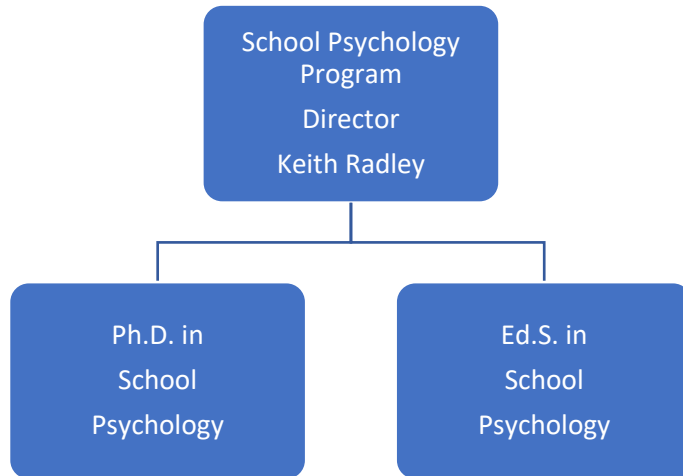 School Psychology
Program
Director
Keith Radley
Ph.D. in
School
Psychology
Ed.S. in
School
Psychology